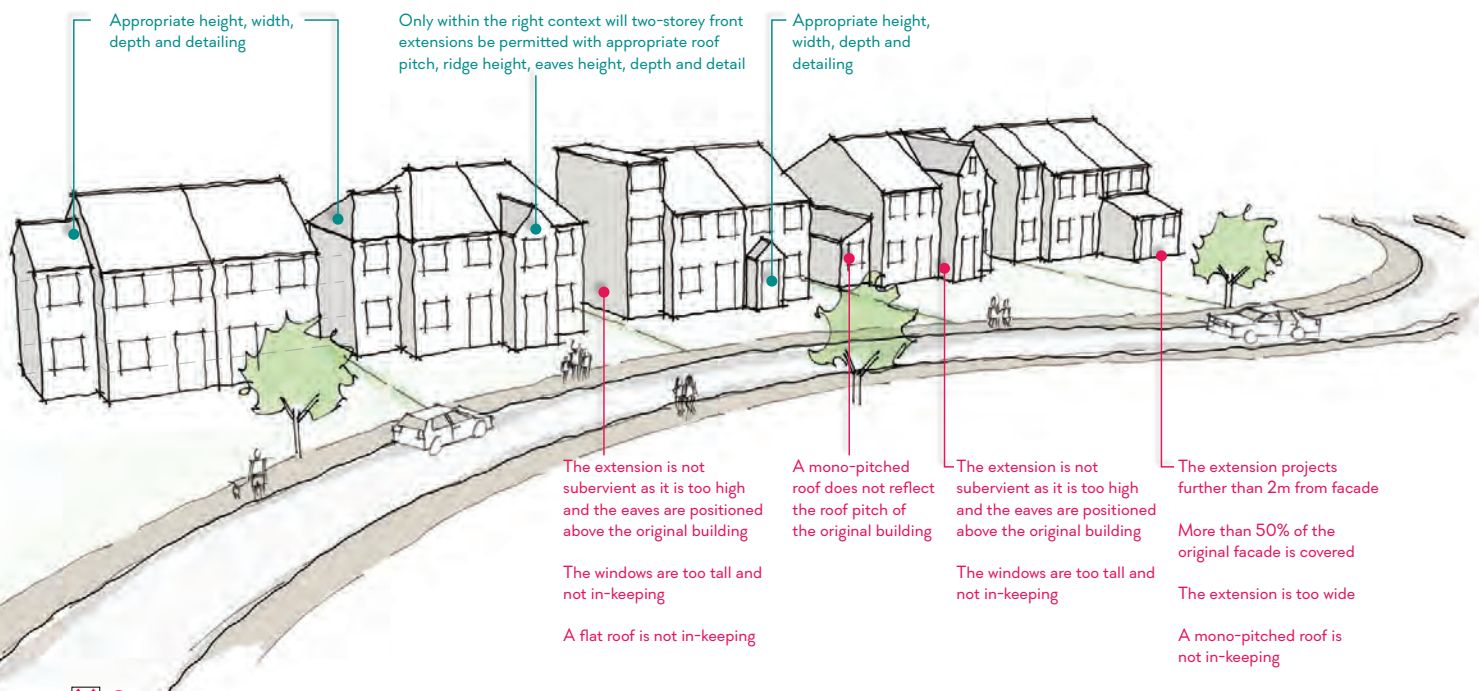 Appropriate height, width,
depth and detailing
Only within the right context will two-storey front
extensions be permitted with appropriate roof
pitch, ridge height, eaves height, depth and detail
Appropriate height,
width, depth and
detailing
The extension is not
subervient as it is too high
and the eaves are positioned
above the original building
The windows are too tall and
not in-keeping
A flat roof is not in-keeping
A mono-pitched
roof does not reflect
the roof pitch of
the original building
The extension is not
subervient as it is too high
and the eaves are positioned
above the original building
The windows are too tall and
not in-keeping
The extension projects
further than 2m from facade
More than 50% of the
original facade is covered
The extension is too wide
A mono-pitched roof is
not in-keeping